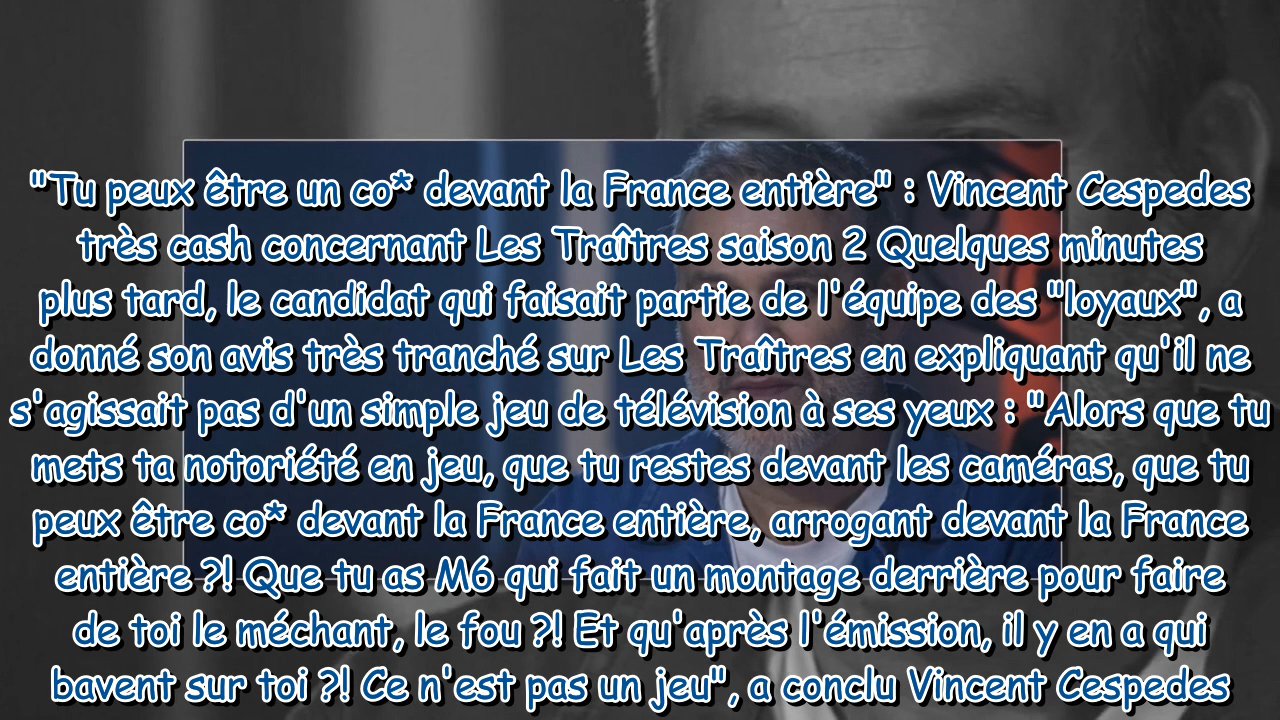 "Tu peux être un co* devant la France entière" : Vincent Cespedes
très cash concernant Les Traîtres saison 2 Quelques minutes
plus tard, le candidat qui faisait partie de l'équipe des "loyaux", a
donné son avis très tranché sur Les Traîtres en expliquant qu'il ne
s'agissait pas d'un simple jeu de télévision à ses yeux : "Alors que tu
mets ta notoriété en jeu, que tu restes devant les caméras, que tu
peux être co* devant la France entière, arrogant devant la France
entière ?! Que tu as M6 qui fait un montage derrière pour faire
de toi le méchant, le fou ?! Et qu'après l'émission, il y en a qui
bavent sur toi ?! Ce n'est pas un jeu", a conclu Vincent Cespedes